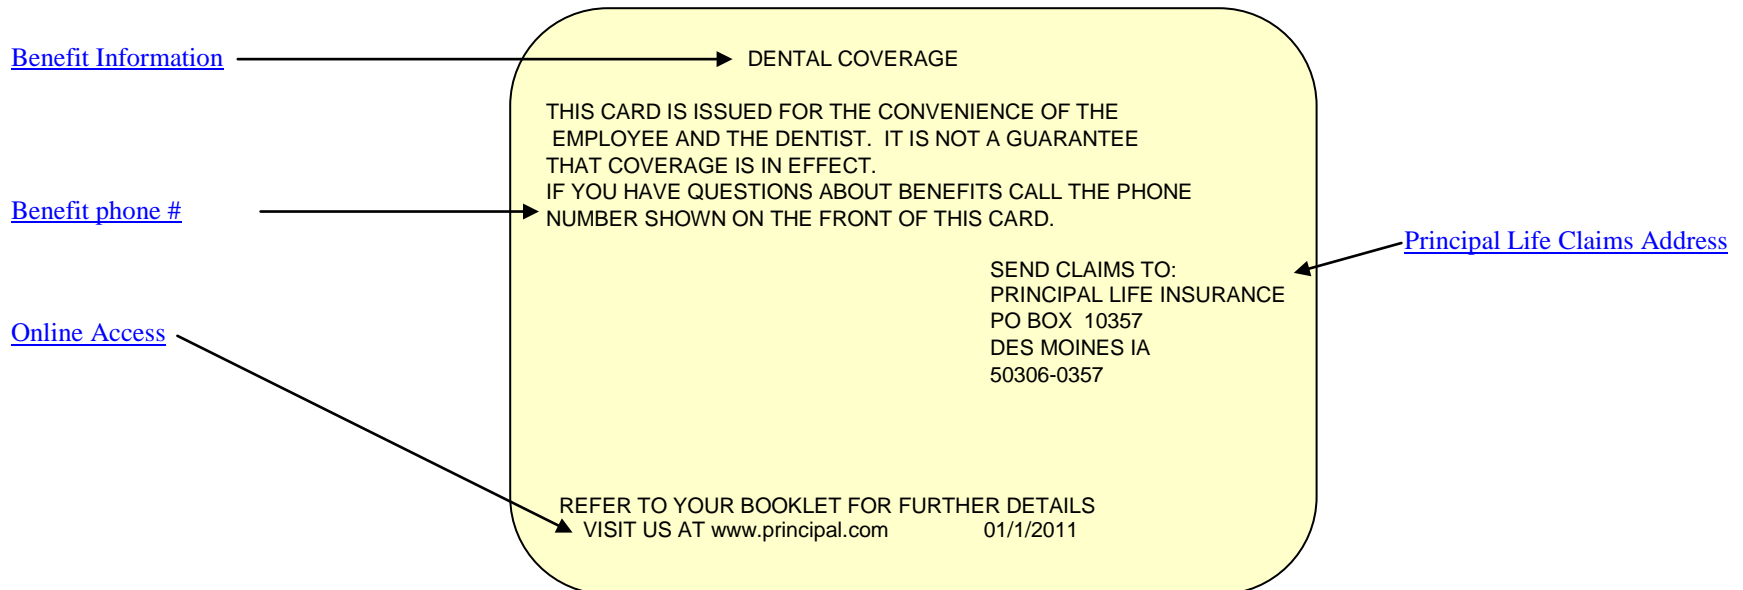 Benefit Information
DENTAL COVERAGE
THIS CARD IS ISSUED FOR THE CONVENIENCE OF THE
EMPLOYEE AND THE DENTIST.  IT IS NOT A GUARANTEE
THAT COVERAGE IS IN EFFECT.
IF YOU HAVE QUESTIONS ABOUT BENEFITS CALL THE PHONE
Benefit phone #
NUMBER SHOWN ON THE FRONT OF THIS CARD.
Principal Life Claims Address
SEND CLAIMS TO:
PRINCIPAL LIFE INSURANCE
PO BOX  10357
Online Access
DES MOINES IA
50306-0357
REFER TO YOUR BOOKLET FOR FURTHER DETAILS
VISIT US AT www.principal.com 01/1/2011